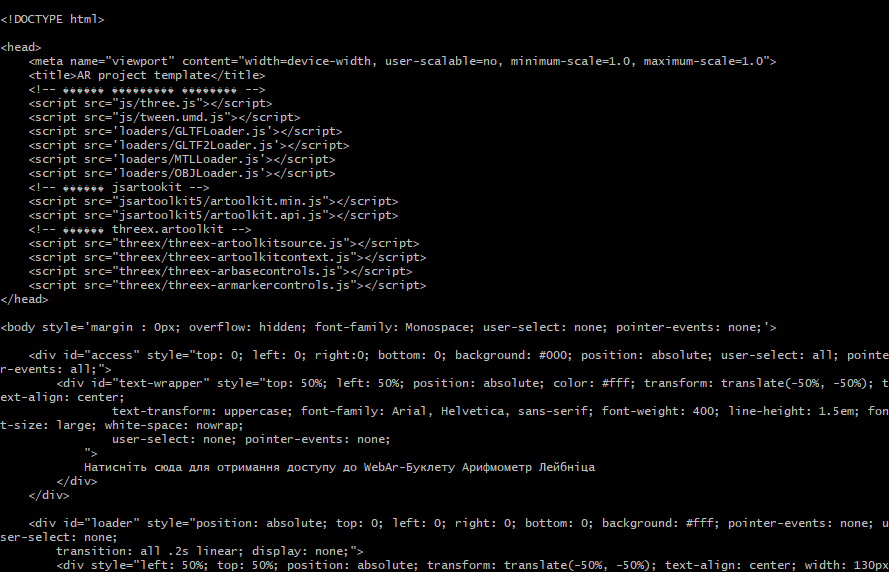 <!DOCTYPE html>
<head>
<meta name="viewport" content="width=device-width, user-scalable=no, minimum-scale=1.0, maximum-scale=1.0">
<title>AR project template</title>
<!-- ������ ��������� �������� -->
<script src="js/three.js"></script>
<script src="js/tween.umd.js"></script>
<script src='loaders/GLTFLoader.js'></script>
<script src='loaders/GLTF2Loader.js'></script>
<script src='loaders/MTLLoader.js'></script>
<script src='loaders/OBJLoader.js'></script>
<!-- ������ jsartookit -->
<script src="jsartoolkit5/artoolkit.min.js"></script>
<script src="jsartoolkit5/artoolkit.api.js"></script>
<!-- ������ threex.artoolkit -->
<script src="threex/threex-artoolkitsource.js"></script>
<script src="threex/threex-artoolkitcontext.js"></script>
<script src="threex/threex-arbasecontrols.js"></script>
<script src="threex/threex-armarkercontrols.js"></script>
</head>
<body style='margin : 0px; overflow: hidden; font-family: Monospace; user-select: none; pointer-events: none;'>
<div id="access" style="top: 0; left: 0; right:0; bottom: 0; background: #000; position: absolute; user-select: all; pointe
r-events: all;">
<div id="text-wrapper" style="top: 50%; left: 50%; position: absolute; color: #fff; transform: translate(-50%, -50%); t
ext-align: center;
text-transform: uppercase; font-family: Arial, Helvetica, sans-serif; font-weight: 400; line-height: 1.5em; fon
t-size: large; white-space: nowrap;
user-select: none; pointer-events: none;
">
Натисніть сюда для отримання доступу до WebAr-Буклету Арифмометр Лейбніца
</div>
</div>
<div id="loader" style="position: absolute; top: 0; left: 0; right: 0; bottom: 0; background: #fff; pointer-events: none; u
ser-select: none;
transition: all .2s linear; display: none;">
<div style="left: 50%; top: 50%; position: absolute; transform: translate(-50%, -50%); text-align: center; width: 130px